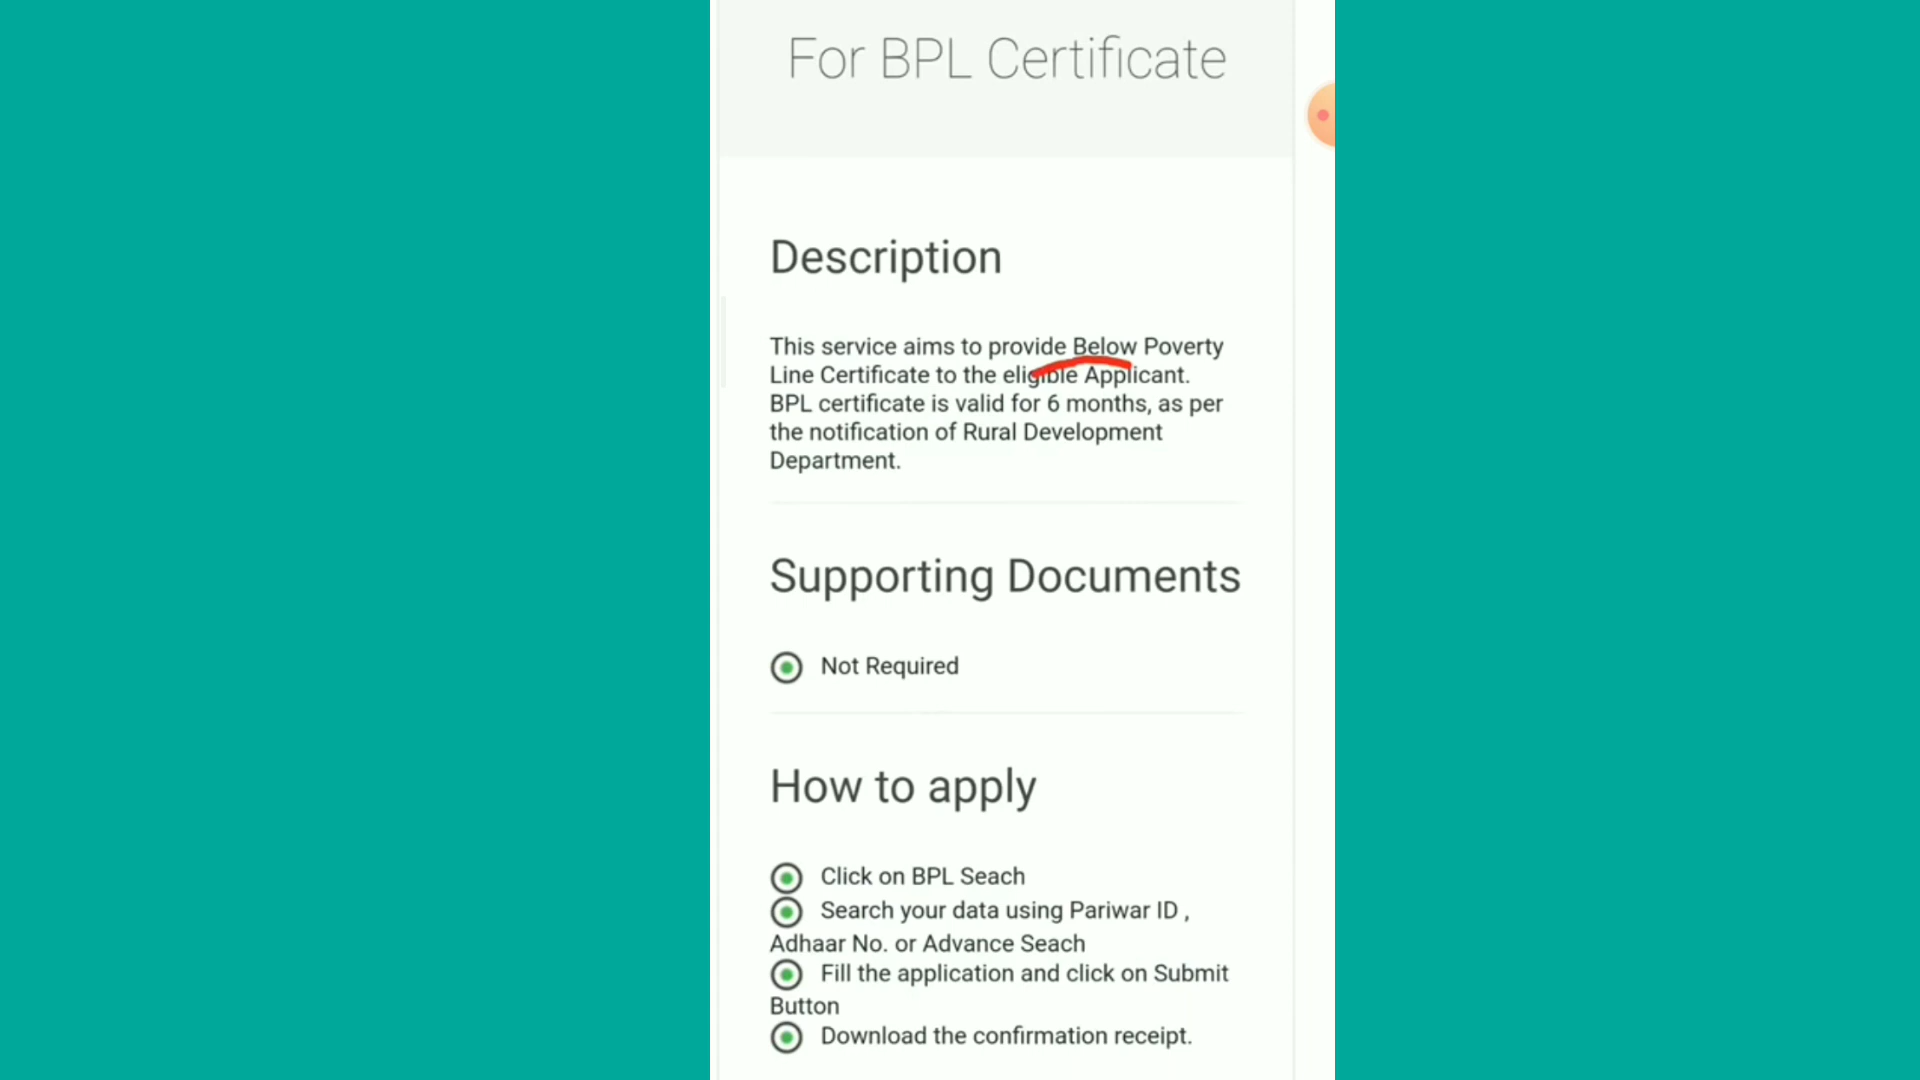 For BPL Certificate
Description
This service aims to provide Below Poverty
Line Certificate to the eligible Applicant.
BPL certificate is valid for 6 months, as per
the notification of Rural Development
Department.
Supporting Documents
Not Required
How to apply
Click on BPL Seach
Search your data using Pariwar ID ,
Adhaar No. or Advance Seach
Fill the application and click on Submit
Button
Download the confirmation receipt.